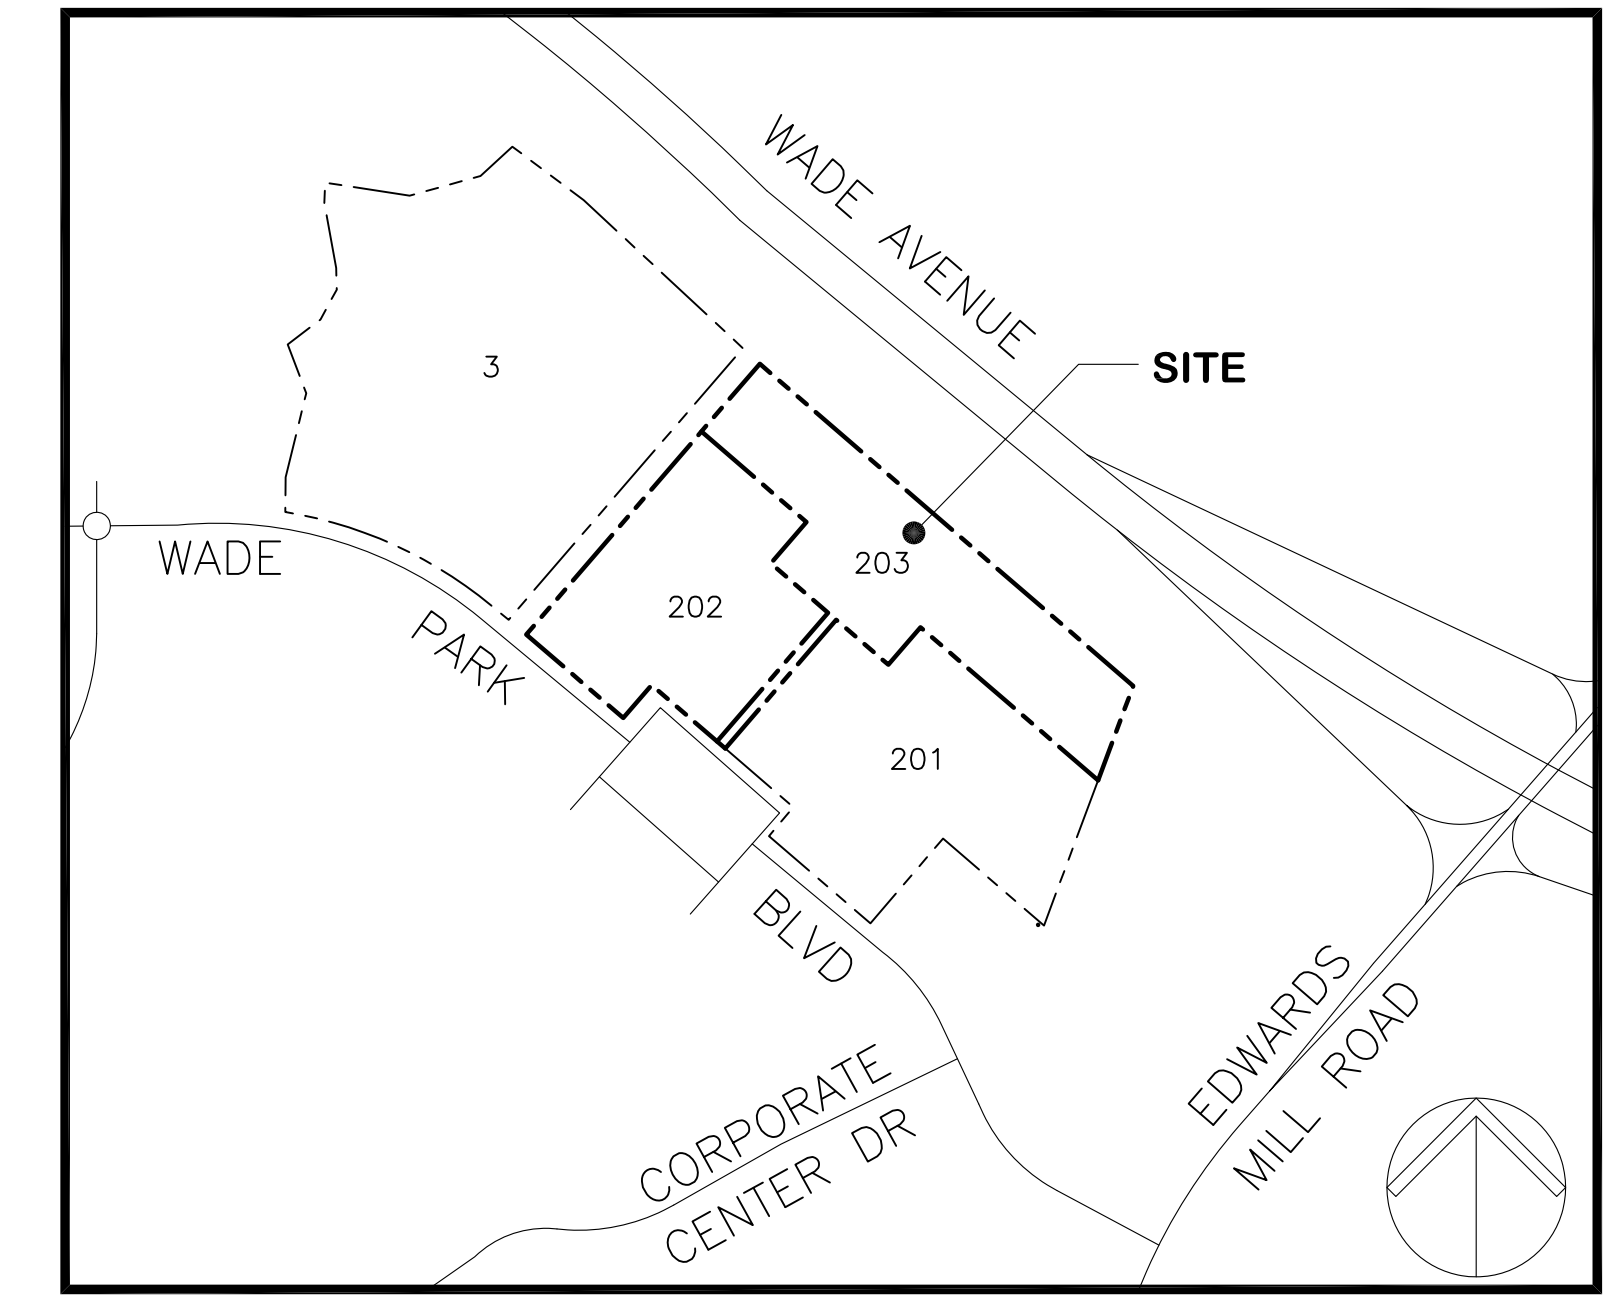 WADE AVENUE
SITE
3
203
202
WADE
PARK
BLVD
201
EDWARDS
MILL ROAD
CORPORATE
CENTER DR